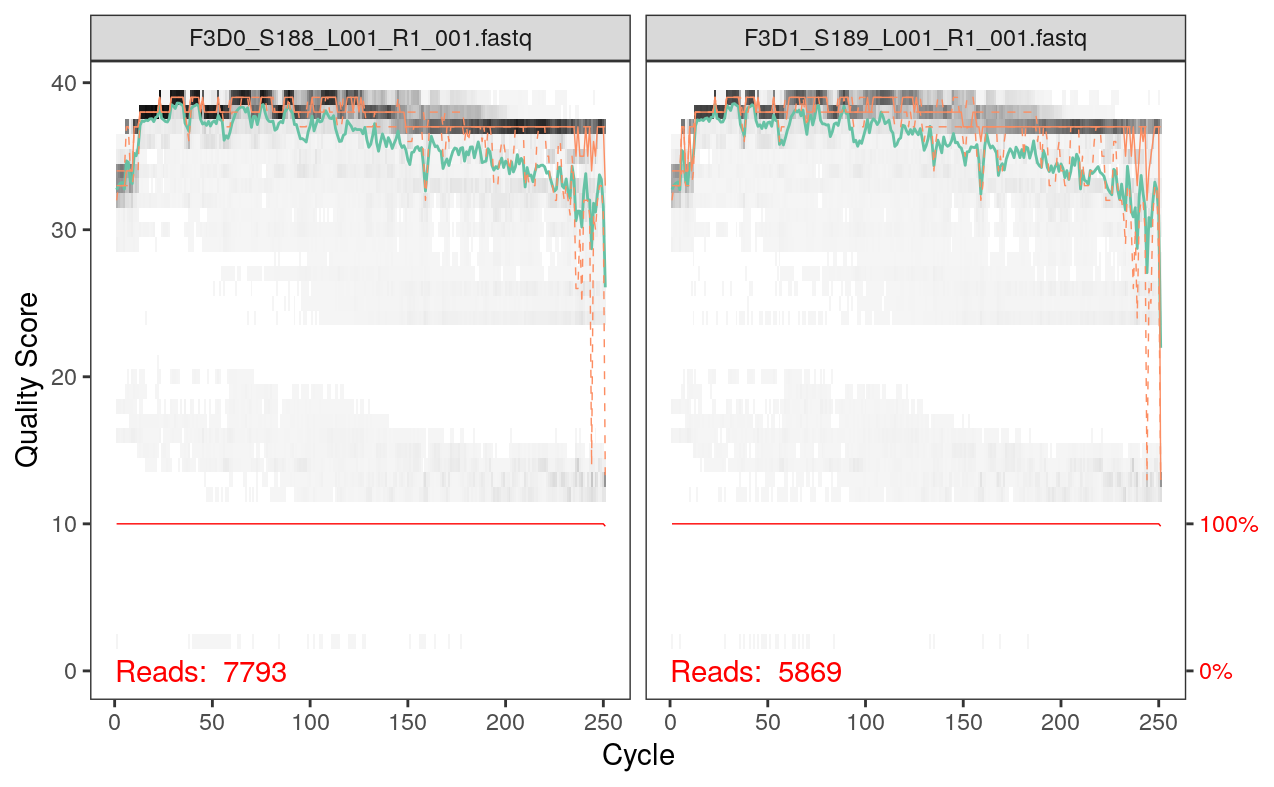 F3D0_S188_L001_R1_001.fastq
F3D1_S189_L001_R1_001.fastq
Quality Score
40
30
20
10
0
100%
0%
Reads: 7793
Reads: 5869
0 50 100 150 200 250
0 50 100 150 200 250
Cycle